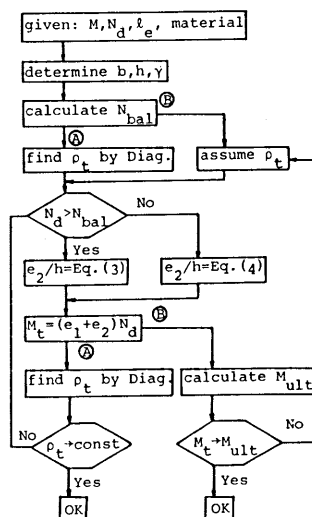 given: M,N_d,ℓ_e, material
determine b,h,γ
calculate N_bal
Ⓑ
Ⓐ
find ρ_t by Diag.
assume ρ_t
N_d>N_bal
No
Yes
e_2/h=Eq.(3)
e_2/h=Eq.(4)
M_t=(e_1+e_2)N_d
Ⓑ
Ⓐ
find ρ_t by Diag.
calculate M_ult
No
ρ_t→const
M_t→M_ult
No
Yes
Yes
OK
OK